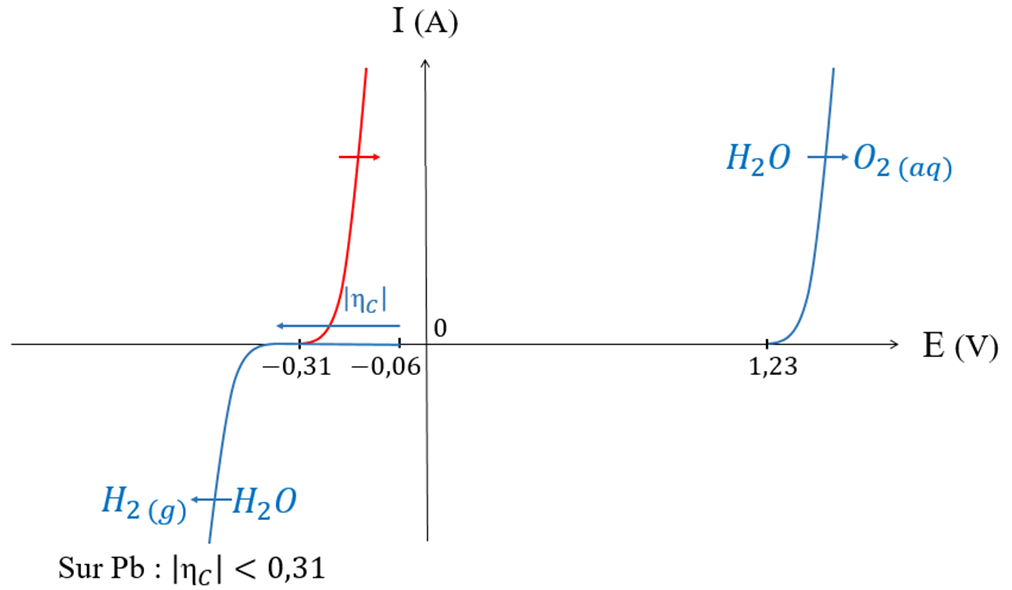 I (A)
H₂O → O₂ (aq)
|η_C|
0
E (V)
−0,31 −0,06 1,23
H₂ (g) ← H₂O
Sur Pb : |η_C| < 0,31